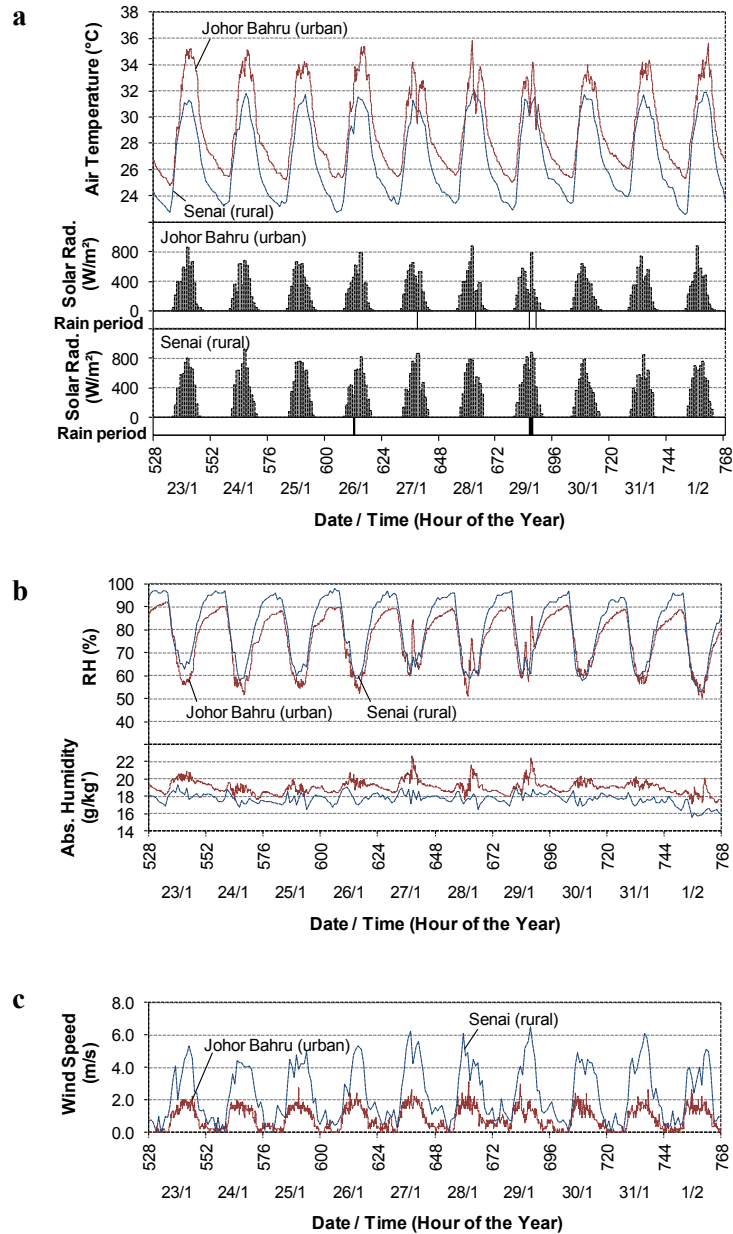 a
38
36
34
32
30
28
26
24
Air Temperature (°C)
Johor Bahru (urban)
Senai (rural)
Johor Bahru (urban)
800
400
0
Solar Rad.
(W/m²)
Rain period
Senai (rural)
800
400
0
Solar Rad.
(W/m²)
Rain period
528 552 576 600 624 648 672 696 720 744 768
23/1 24/1 25/1 26/1 27/1 28/1 29/1 30/1 31/1 1/2
Date / Time (Hour of the Year)
b
100
90
80
70
60
50
40
RH (%)
Johor Bahru (urban)
Senai (rural)
22
20
18
16
14
Abs. Humidity
(g/kg')
528 552 576 600 624 648 672 696 720 744 768
23/1 24/1 25/1 26/1 27/1 28/1 29/1 30/1 31/1 1/2
Date / Time (Hour of the Year)
c
8.0
6.0
4.0
2.0
0.0
Wind Speed
(m/s)
Johor Bahru (urban)
Senai (rural)
528 552 576 600 624 648 672 696 720 744 768
23/1 24/1 25/1 26/1 27/1 28/1 29/1 30/1 31/1 1/2
Date / Time (Hour of the Year)